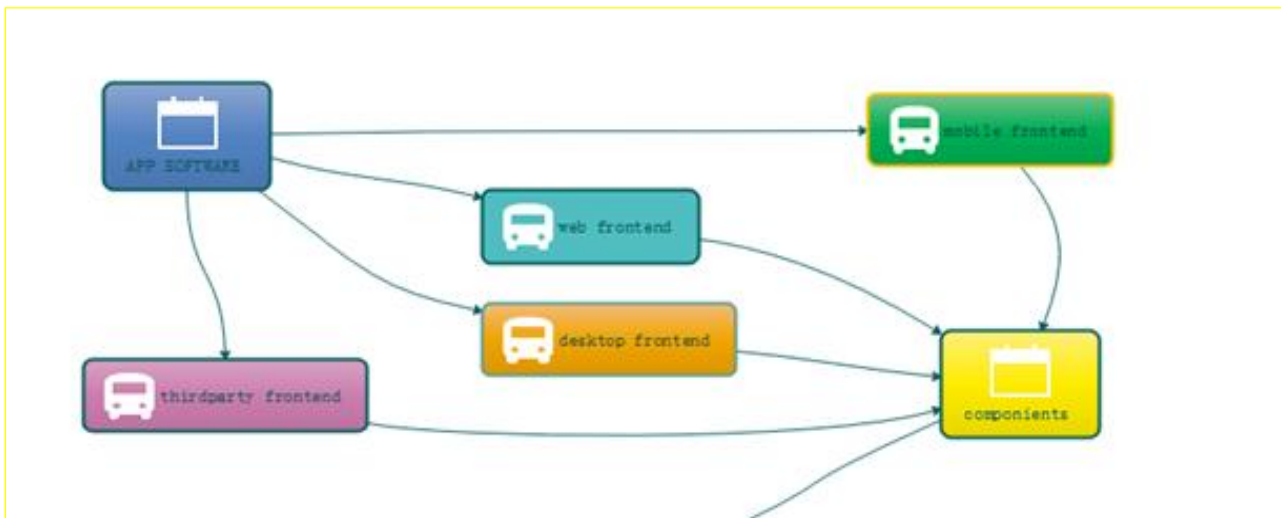 APP SOFTWARE
mobile frontend
web frontend
desktop frontend
thirdparty frontend
componients